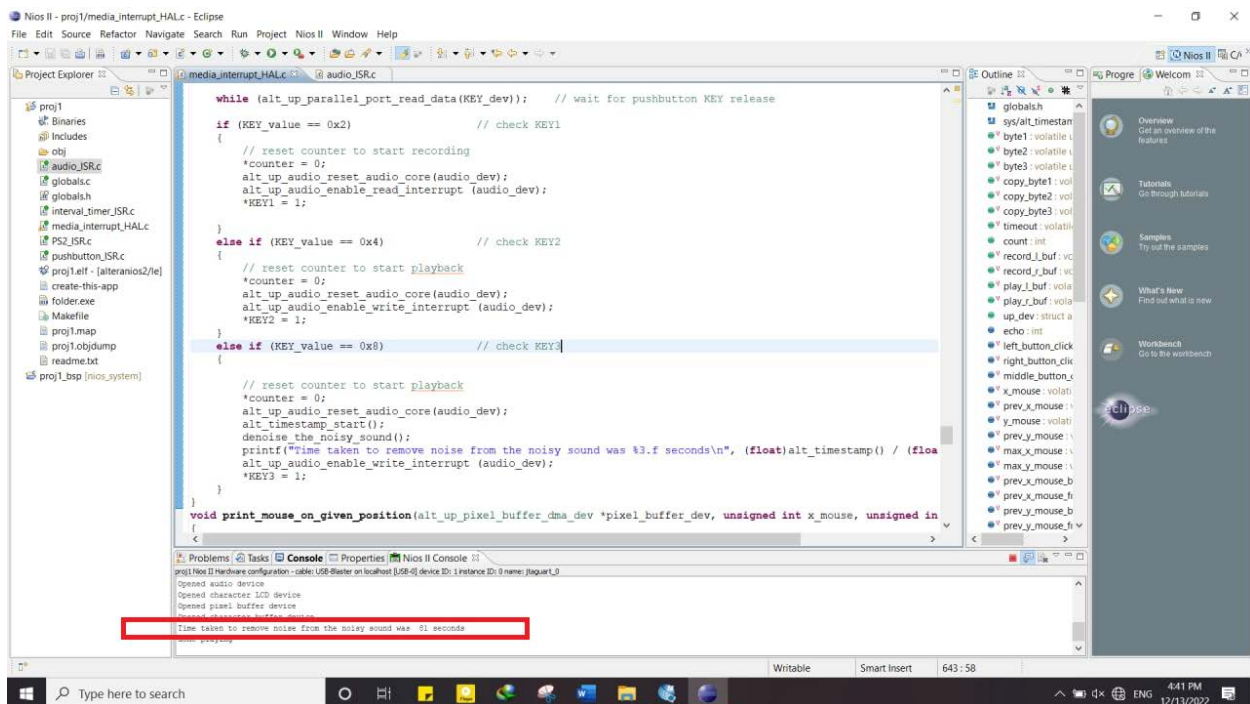 Nios II - proj1/media_interrupt_HAL.c - Eclipse
File Edit Source Refactor Navigate Search Run Project Nios II Window Help
Nios II
Project Explorer
proj1
Binaries
Includes
obj
audio_ISR.c
globals.c
globals.h
interval_timer_ISR.c
media_interrupt_HAL.c
PS2_ISR.c
pushbutton_ISR.c
proj1.elf - [alteranios2/le]
create-this-app
folder.exe
Makefile
proj1.map
proj1.objdump
readme.txt
proj1_bsp [nios_system]
media_interrupt_HAL.c audio_ISR.c
while (alt_up_parallel_port_read_data(KEY_dev)); // wait for pushbutton KEY release
if (KEY_value == 0x2) // check KEY1
{
// reset counter to start recording
*counter = 0;
alt_up_audio_reset_audio_core(audio_dev);
alt_up_audio_enable_read_interrupt (audio_dev);
*KEY1 = 1;
}
else if (KEY_value == 0x4) // check KEY2
{
// reset counter to start playback
*counter = 0;
alt_up_audio_reset_audio_core(audio_dev);
alt_up_audio_enable_write_interrupt (audio_dev);
*KEY2 = 1;
}
else if (KEY_value == 0x8) // check KEY3
{
// reset counter to start playback
*counter = 0;
alt_up_audio_reset_audio_core(audio_dev);
alt_timestamp_start();
denoise_the_noisy_sound();
printf("Time taken to remove noise from the noisy sound was %3.f seconds\n", (float)alt_timestamp() / (floa
alt_up_audio_enable_write_interrupt (audio_dev);
*KEY3 = 1;
}
}
void print_mouse_on_given_position(alt_up_pixel_buffer_dma_dev *pixel_buffer_dev, unsigned int x_mouse, unsigned in
{
Outline
globals.h
sys/alt_timestam
byte1 : volatile u
byte2 : volatile u
byte3 : volatile u
copy_byte1 : vol
copy_byte2 : vol
copy_byte3 : vol
timeout : volatil
count : int
record_l_buf : vo
record_r_buf : vo
play_l_buf : vola
play_r_buf : vola
up_dev : struct a
echo : int
left_button_click
right_button_clic
middle_button_c
x_mouse : volati
prev_x_mouse :
y_mouse : volati
prev_y_mouse :
max_x_mouse :
max_y_mouse :
prev_x_mouse_b
prev_x_mouse_fr
prev_y_mouse_b
prev_y_mouse_fr
Progre Welcom
Overview
Get an overview of the
features
Tutorials
Go through tutorials
Samples
Try out the samples
What's New
Find out what is new
Workbench
Go to the workbench
eclipse
Problems Tasks Console Properties Nios II Console
proj1 Nios II Hardware configuration - cable: USB-Blaster on localhost [USB-0] device ID: 1 instance ID: 0 name: jtaguart_0
Opened audio device
Opened character LCD device
Opened pixel buffer device
Opened character buffer device
Time taken to remove noise from the noisy sound was 81 seconds
playing
Writable Smart Insert 643 : 58
Type here to search
ENG
4:41 PM
12/13/2022